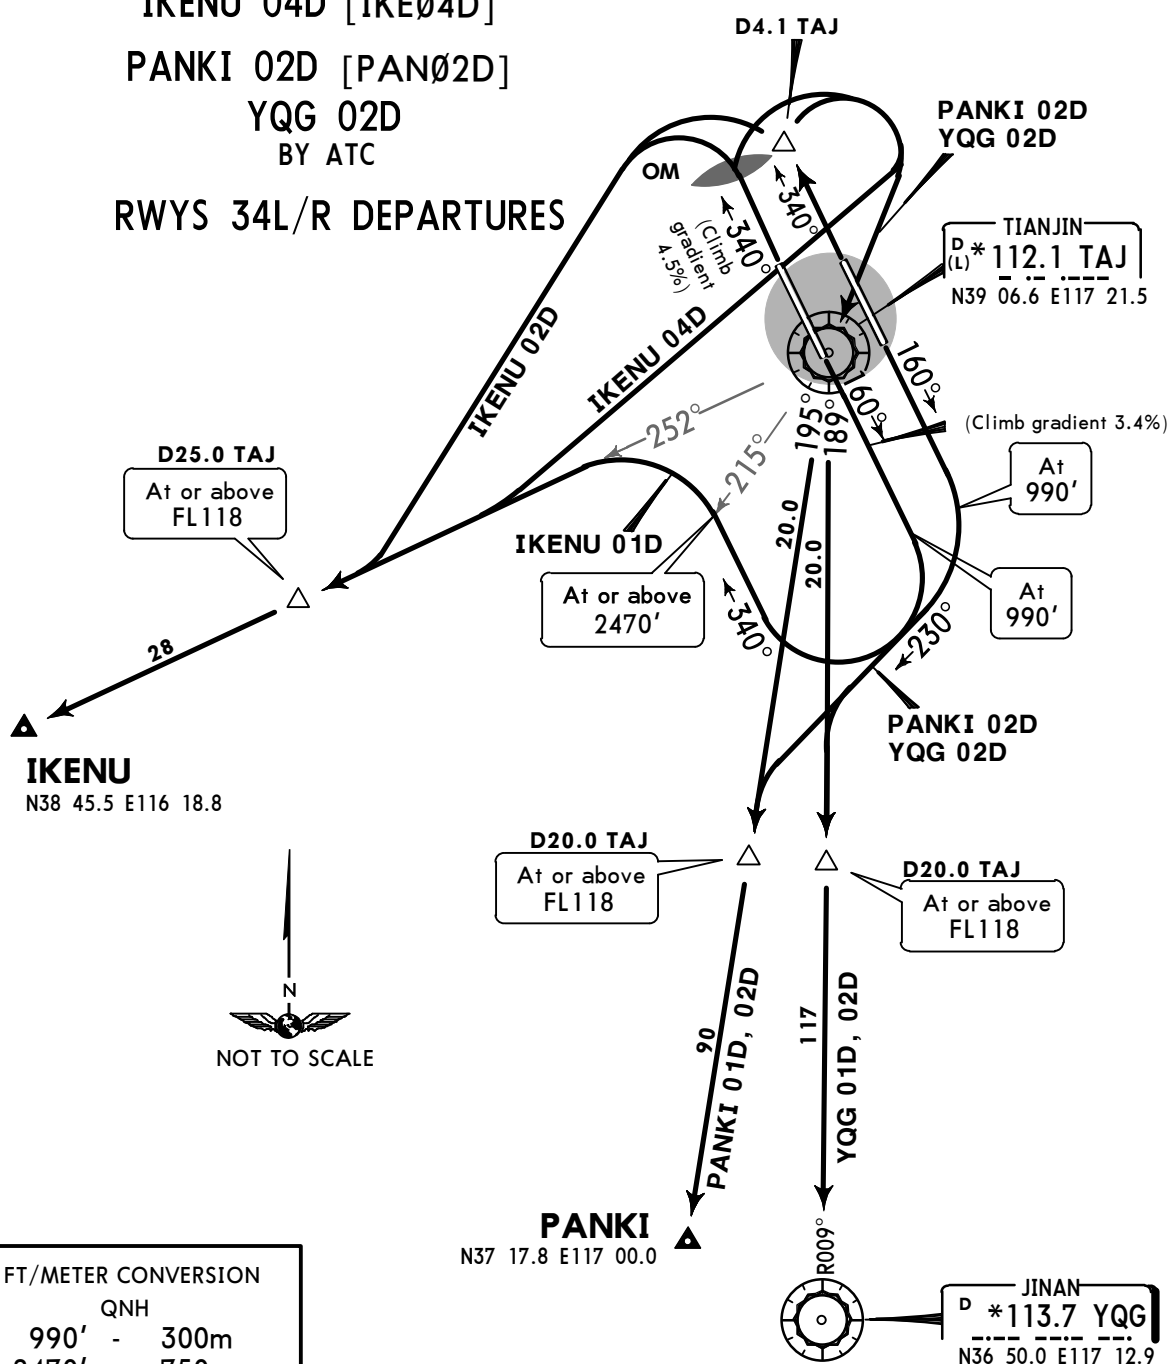 IKENU 04D [IKEØ4D]
PANKI 02D [PANØ2D]
YQG 02D
BY ATC
RWYS 34L/R DEPARTURES
D4.1 TAJ
PANKI 02D
YQG 02D
OM
340°
340°
(Climb
gradient
4.5%)
TIANJIN
D
(L) * 112.1 TAJ
N39 06.6 E117 21.5
IKENU 02D
IKENU 04D
252°
215°
195°
189°
160°
160°
(Climb gradient 3.4%)
At
990'
At
990'
D25.0 TAJ
At or above
FL118
IKENU 01D
At or above
2470'
20.0
20.0
340°
230°
28
PANKI 02D
YQG 02D
IKENU
N38 45.5 E116 18.8
D20.0 TAJ
At or above
FL118
D20.0 TAJ
At or above
FL118
N
NOT TO SCALE
90
PANKI 01D, 02D
117
YQG 01D, 02D
PANKI
N37 17.8 E117 00.0
R009°
FT/METER CONVERSION
QNH
990' - 300m
JINAN
D *113.7 YQG
N36 50.0 E117 12.9